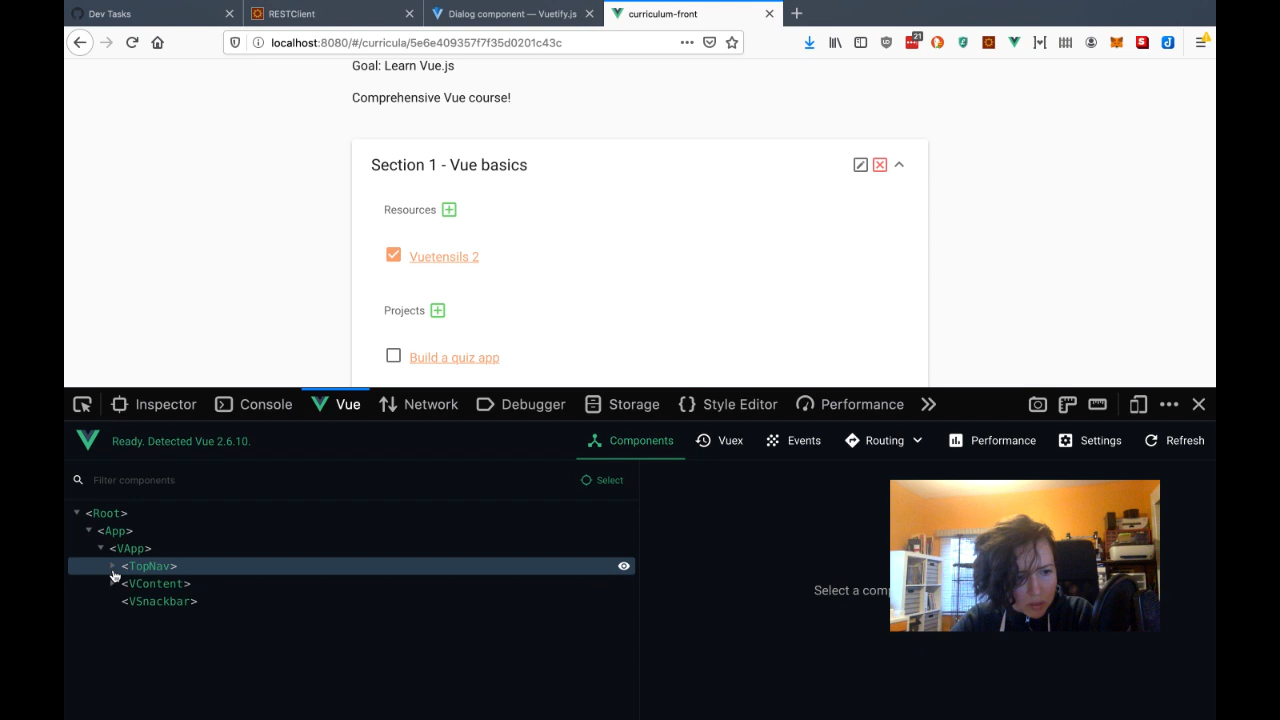 Dev Tasks
RESTClient
Dialog component — Vuetify.js
curriculum-front
localhost:8080/#/curricula/5e6e409357f7f35d0201c43c
21
Goal: Learn Vue.js
Comprehensive Vue course!
Section 1 - Vue basics
Resources
Vuetensils 2
Projects
Build a quiz app
Inspector
Console
Vue
Network
Debugger
Storage
Style Editor
Performance
Ready. Detected Vue 2.6.10.
Components
Vuex
Events
Routing
Performance
Settings
Refresh
Filter components
Select
<Root>
<App>
<VApp>
<TopNav>
<VContent>
<VSnackbar>
Select a